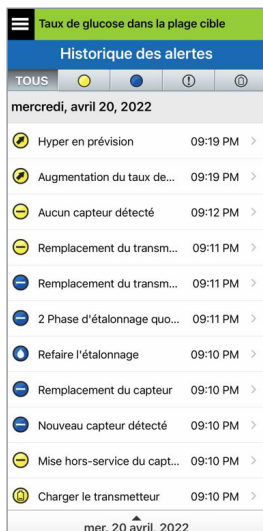 Taux de glucose dans la plage cible
Historique des alertes
TOUS
mercredi, avril 20, 2022
Hyper en prévision 09:19 PM
Augmentation du taux de... 09:19 PM
Aucun capteur détecté 09:12 PM
Remplacement du transm... 09:11 PM
Remplacement du transm... 09:11 PM
2 Phase d'étalonnage quo... 09:11 PM
Refaire l'étalonnage 09:10 PM
Remplacement du capteur 09:10 PM
Nouveau capteur détecté 09:10 PM
Mise hors-service du capt... 09:10 PM
Charger le transmetteur 09:10 PM
mer. 20 avril, 2022